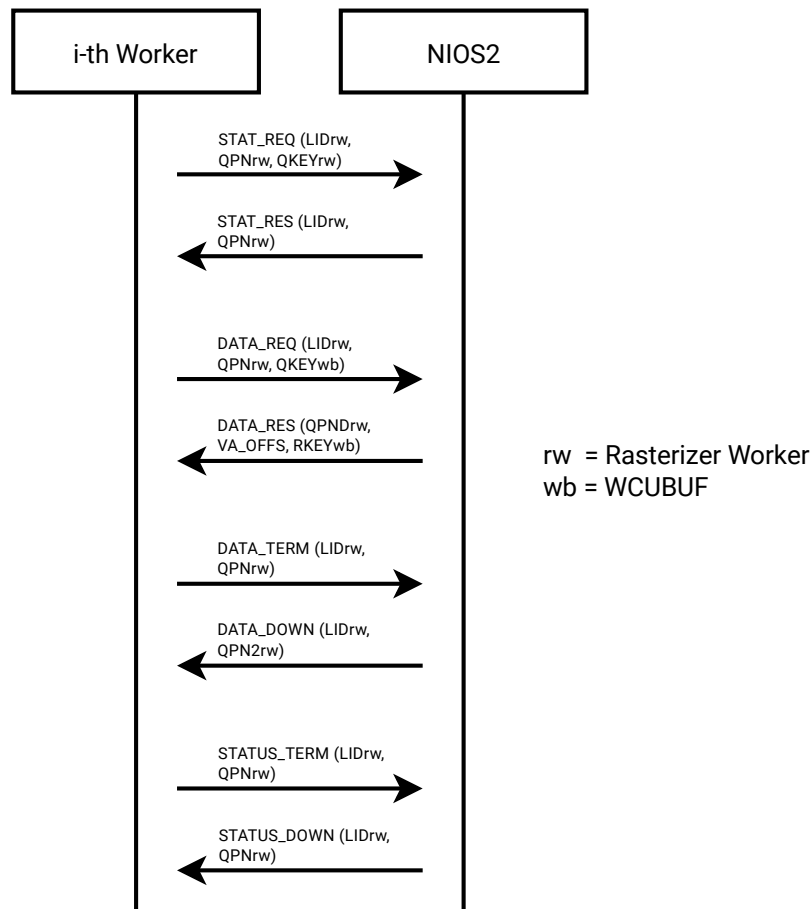 i-th Worker
NIOS2
STAT_REQ (LIDrw,
QPNrw, QKEYrw)
STAT_RES (LIDrw,
QPNrw)
DATA_REQ (LIDrw,
QPNrw, QKEYwb)
DATA_RES (QPNDrw,
VA_OFFS, RKEYwb)
rw = Rasterizer Worker
wb = WCUBUF
DATA_TERM (LIDrw,
QPNrw)
DATA_DOWN (LIDrw,
QPN2rw)
STATUS_TERM (LIDrw,
QPNrw)
STATUS_DOWN (LIDrw,
QPNrw)